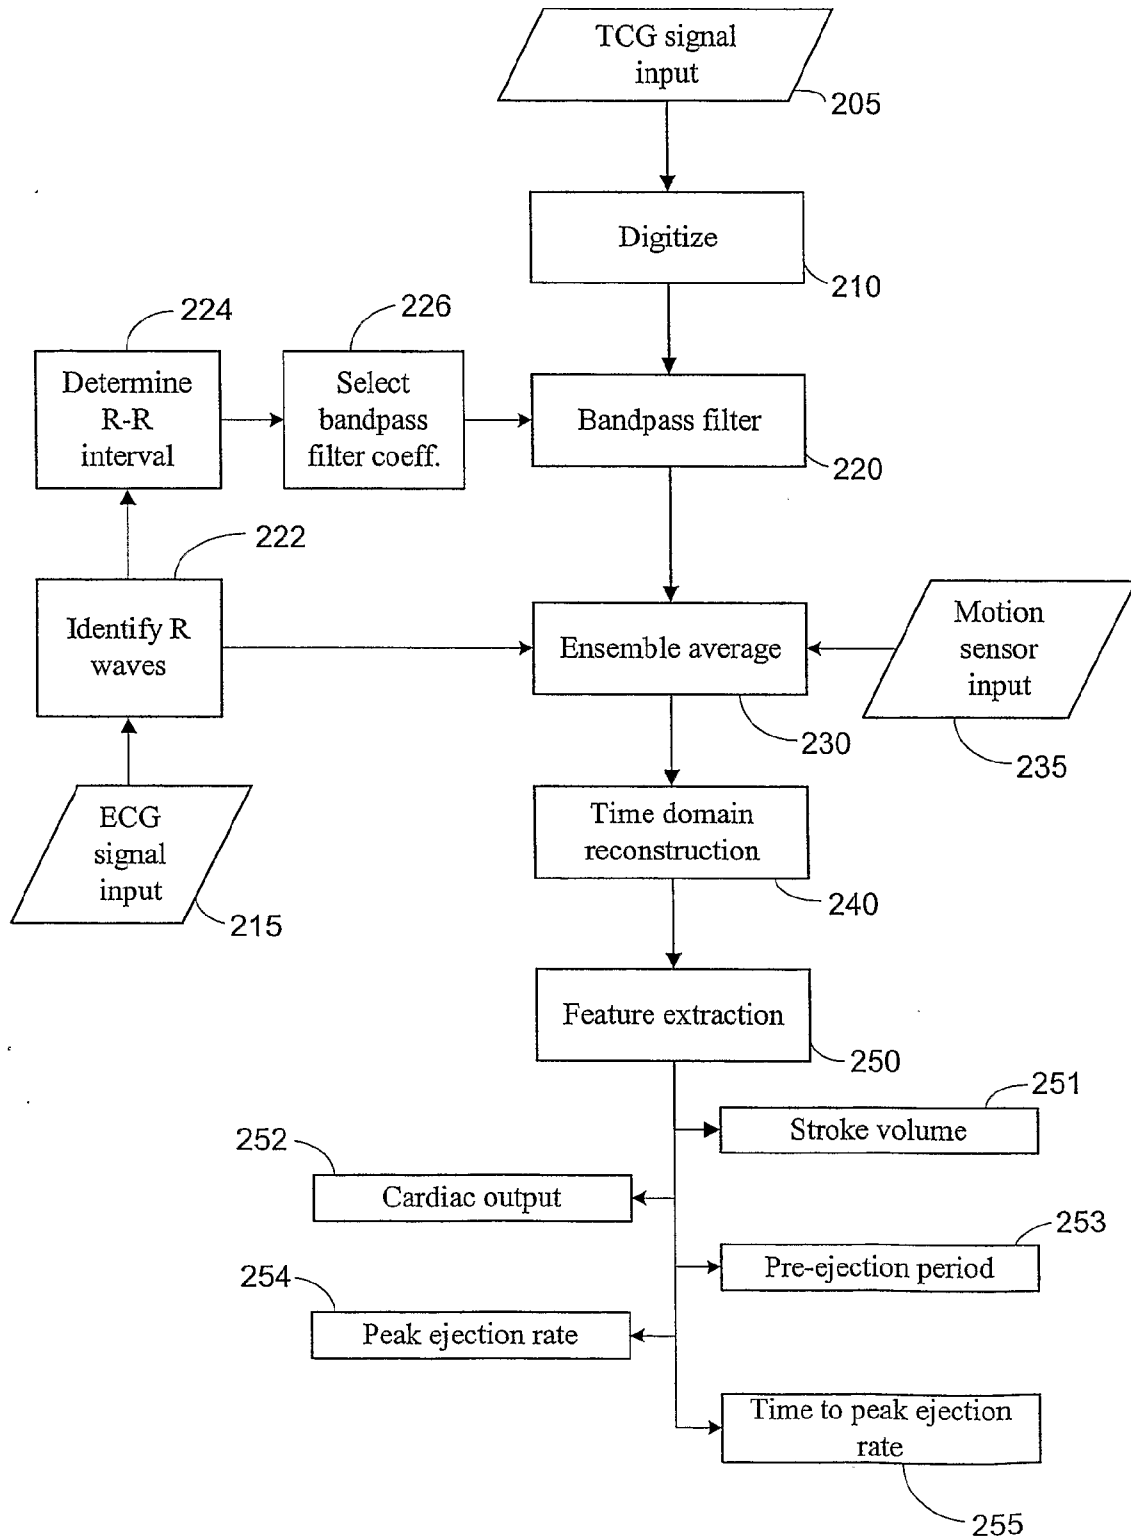 TCG signal
input
205
Digitize
210
224
226
Determine
R-R
interval
Select
bandpass
filter coeff.
Bandpass filter
220
222
Identify R
waves
Ensemble average
Motion
sensor
input
230
235
ECG
signal
input
215
Time domain
reconstruction
240
Feature extraction
250
251
Stroke volume
252
Cardiac output
253
Pre-ejection period
254
Peak ejection rate
Time to peak ejection
rate
255